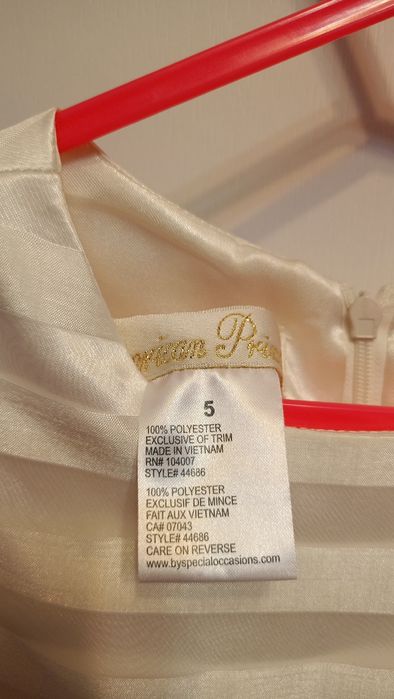 Prin
5
100% POLYESTER
EXCLUSIVE OF TRIM
MADE IN VIETNAM
RN# 104007
STYLE# 44686
100% POLYESTER
EXCLUSIF DE MINCE
FAIT AUX VIETNAM
CA# 07043
STYLE# 44686
CARE ON REVERSE
www.byspecialoccasions.com